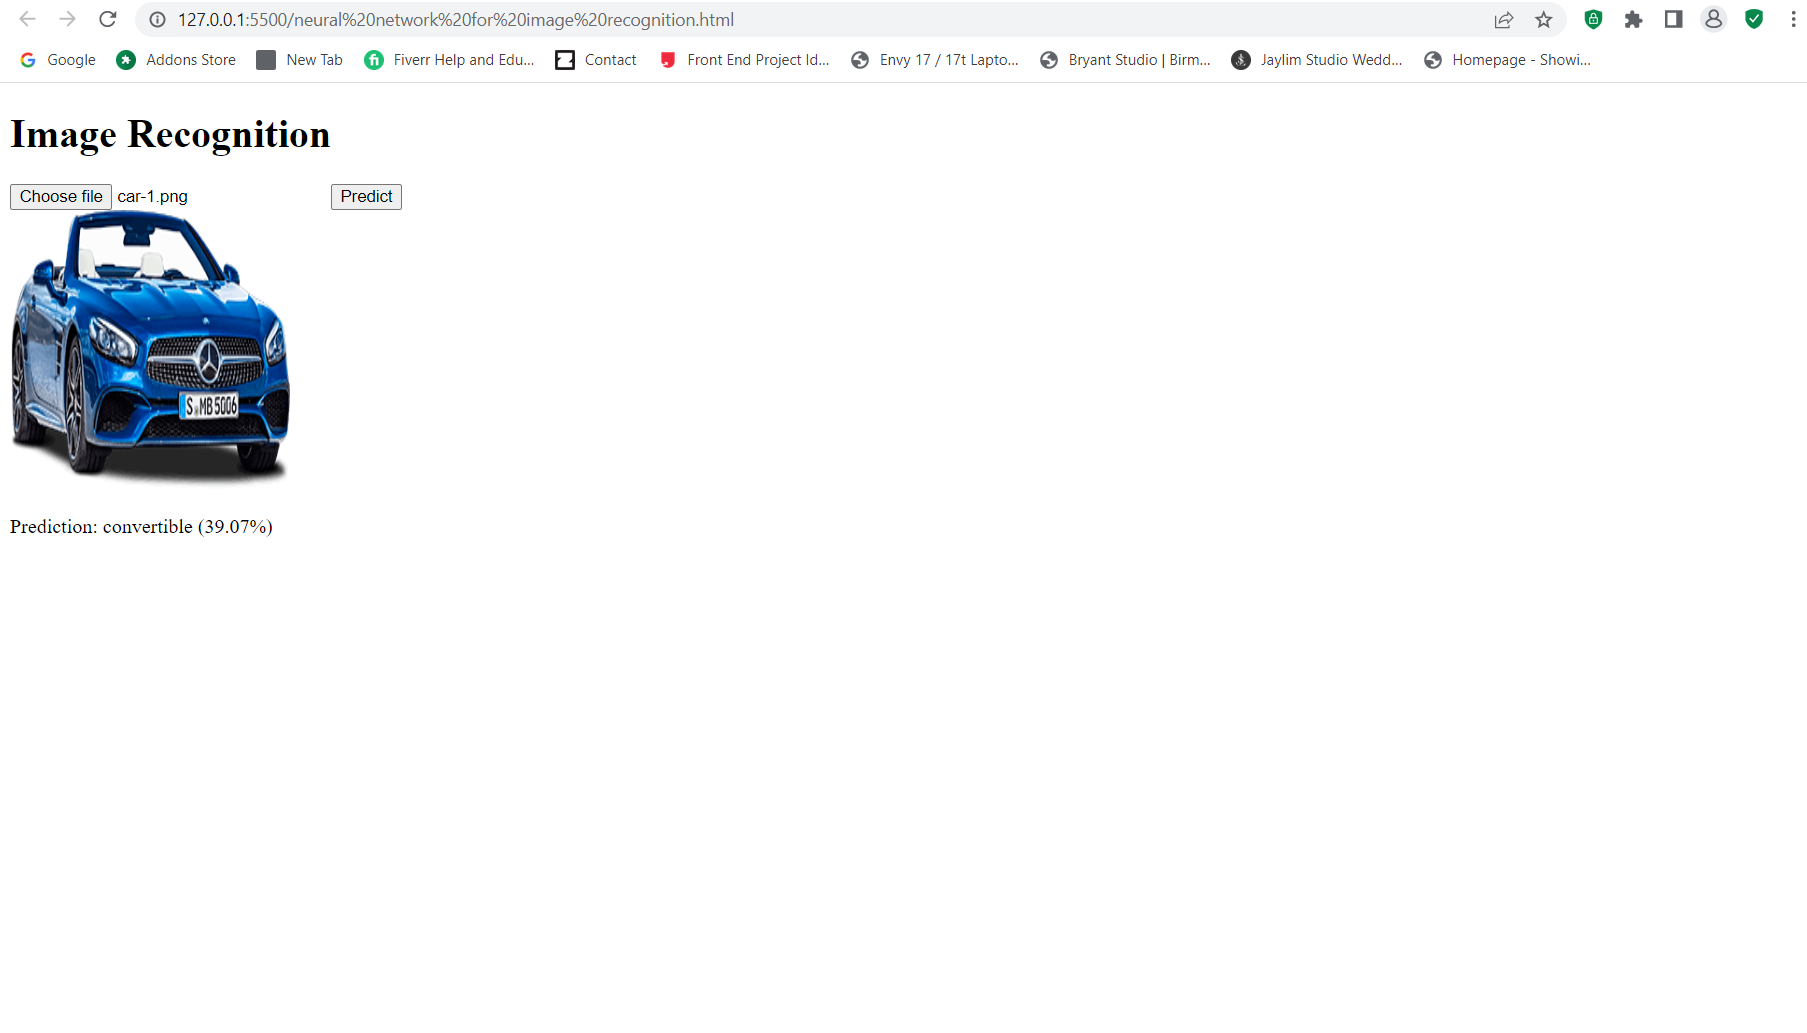 127.0.0.1:5500/neural%20network%20for%20image%20recognition.html
Google Addons Store New Tab Fiverr Help and Edu... Contact Front End Project Id... Envy 17 / 17t Lapto... Bryant Studio | Birm... Jaylim Studio Wedd... Homepage - Showi...
Image Recognition
Choose file car-1.png Predict
S MB 5006
Prediction: convertible (39.07%)